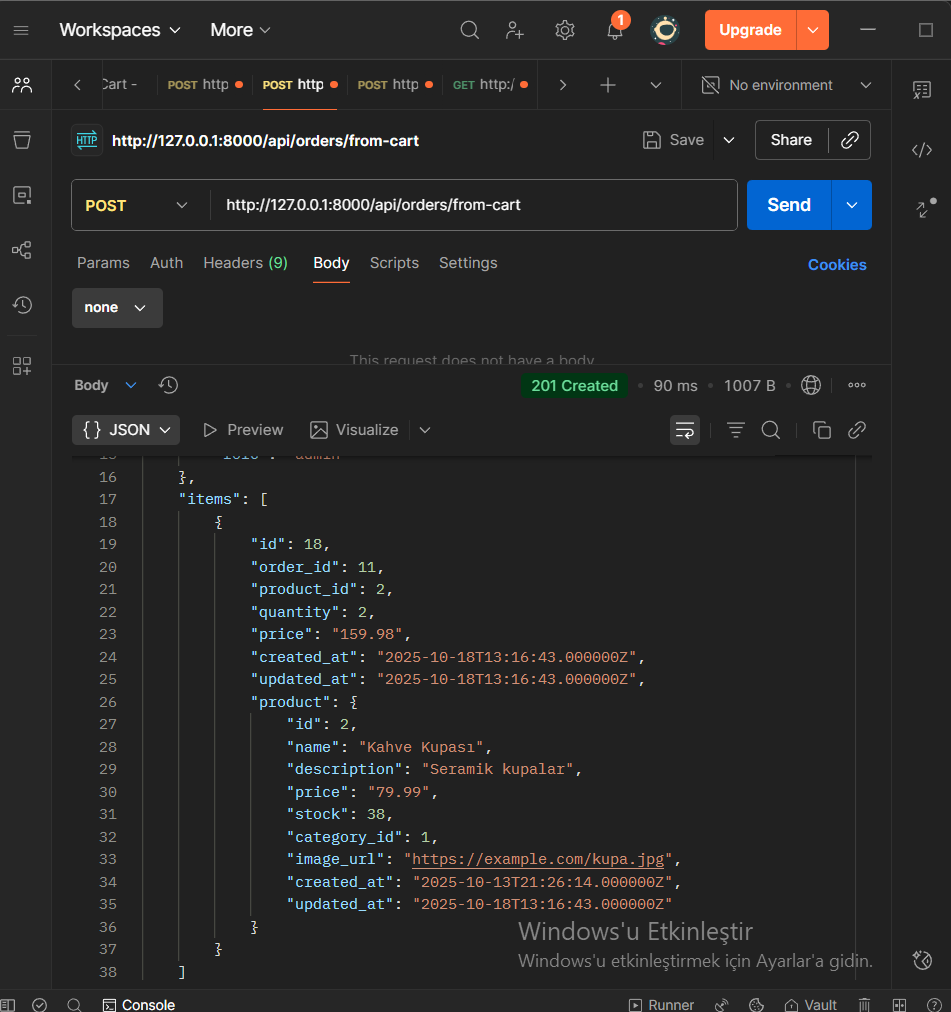 Workspaces More 1 Upgrade
Cart - POST http POST http POST http GET http:/ No environment
HTTP http://127.0.0.1:8000/api/orders/from-cart Save Share
POST http://127.0.0.1:8000/api/orders/from-cart Send
Params Auth Headers (9) Body Scripts Settings Cookies
none
This request does not have a body
Body 201 Created 90 ms 1007 B
{} JSON Preview Visualize
15 "role": "admin"
16 },
17 "items": [
18 {
19 "id": 18,
20 "order_id": 11,
21 "product_id": 2,
22 "quantity": 2,
23 "price": "159.98",
24 "created_at": "2025-10-18T13:16:43.000000Z",
25 "updated_at": "2025-10-18T13:16:43.000000Z",
26 "product": {
27 "id": 2,
28 "name": "Kahve Kupası",
29 "description": "Seramik kupalar",
30 "price": "79.99",
31 "stock": 38,
32 "category_id": 1,
33 "image_url": "https://example.com/kupa.jpg",
34 "created_at": "2025-10-13T21:26:14.000000Z",
35 "updated_at": "2025-10-18T13:16:43.000000Z"
36 }
37 }
38 ]
Windows'u Etkinleştir
Windows'u etkinleştirmek için Ayarlar'a gidin.
Console Runner Vault